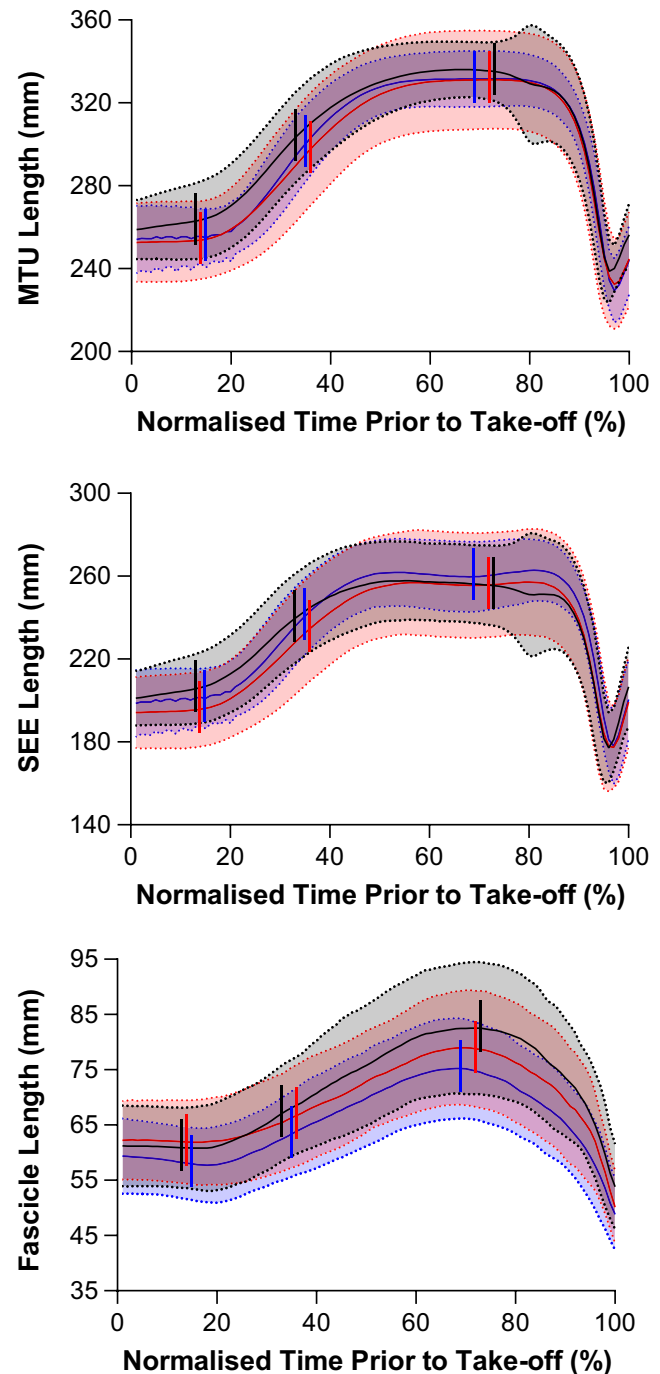 MTU Length (mm)
360
320
280
240
200
0 20 40 60 80 100
Normalised Time Prior to Take-off (%)
SEE Length (mm)
300
260
220
180
140
0 20 40 60 80 100
Normalised Time Prior to Take-off (%)
Fascicle Length (mm)
95
85
75
65
55
45
35
0 20 40 60 80 100
Normalised Time Prior to Take-off (%)